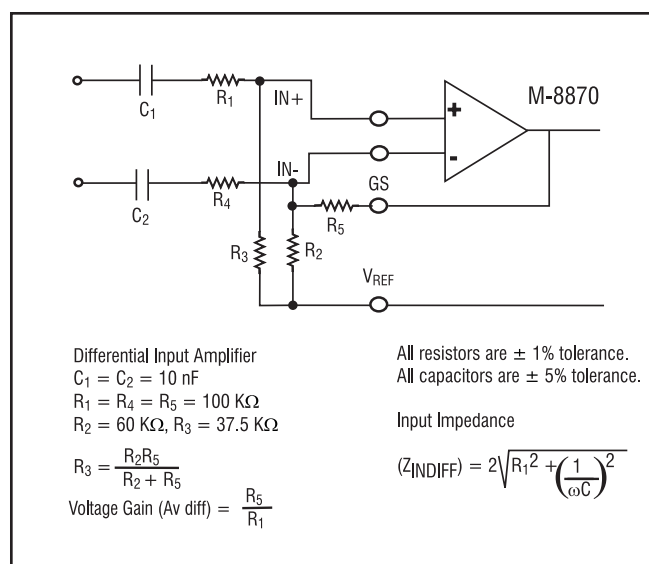 C1
R1
IN+
M-8870
+
-
IN-
C2
R4
GS
R5
R3
R2
VREF
Differential Input Amplifier
C1 = C2 = 10 nF
R1 = R4 = R5 = 100 KΩ
R2 = 60 KΩ, R3 = 37.5 KΩ
R3 = R2R5 / R2 + R5
Voltage Gain (Av diff) = R5 / R1
All resistors are ± 1% tolerance.
All capacitors are ± 5% tolerance.
Input Impedance
(ZINDIFF) = 2√R1² + (1/ωC)²